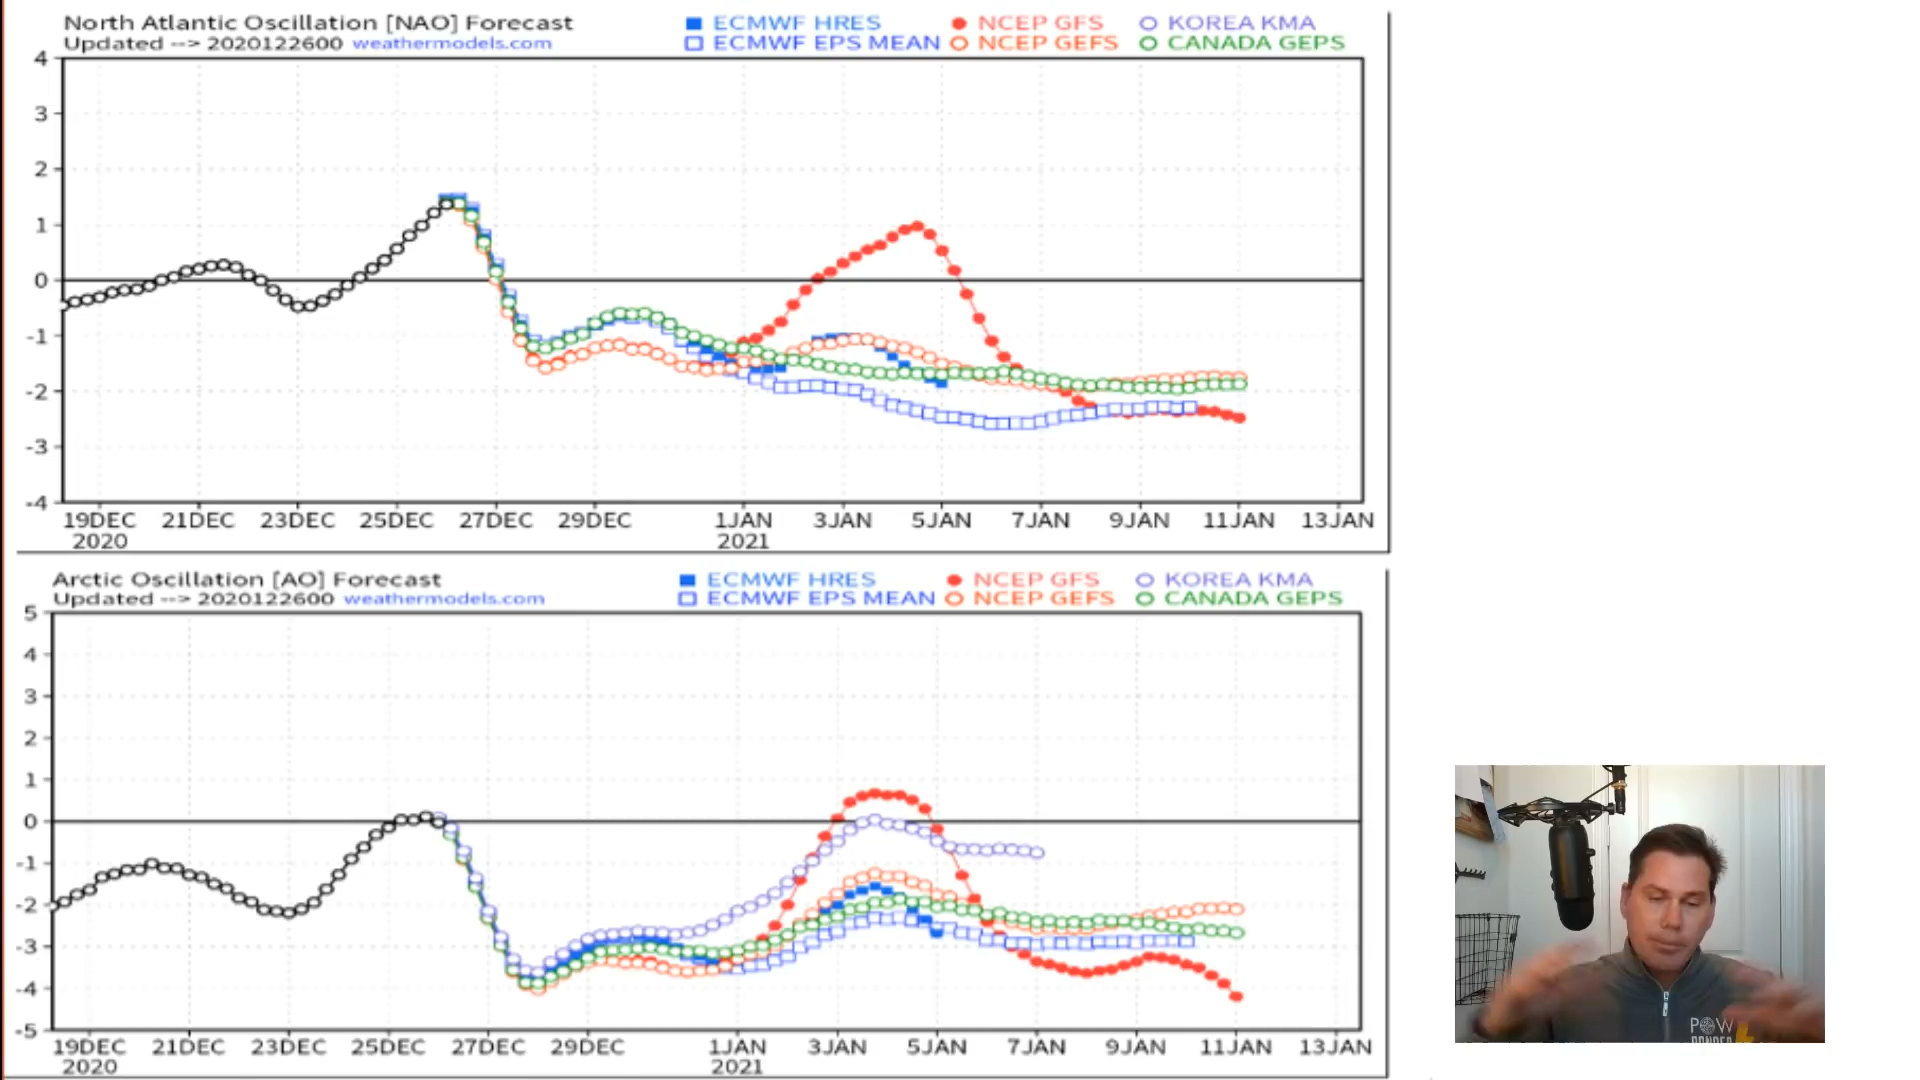 North Atlantic Oscillation [NAO] Forecast
Updated --> 2020122600 weathermodels.com
ECMWF HRES NCEP GFS KOREA KMA
ECMWF EPS MEAN NCEP GEFS CANADA GEPS
4
3
2
1
0
-1
-2
-3
-4
19DEC 21DEC 23DEC 25DEC 27DEC 29DEC 1JAN 3JAN 5JAN 7JAN 9JAN 11JAN 13JAN
2020 2021
Arctic Oscillation [AO] Forecast
Updated --> 2020122600 weathermodels.com
ECMWF HRES NCEP GFS KOREA KMA
ECMWF EPS MEAN NCEP GEFS CANADA GEPS
5
4
3
2
1
0
-1
-2
-3
-4
-5
19DEC 21DEC 23DEC 25DEC 27DEC 29DEC 1JAN 3JAN 5JAN 7JAN 9JAN 11JAN 13JAN
2020 2021
POW